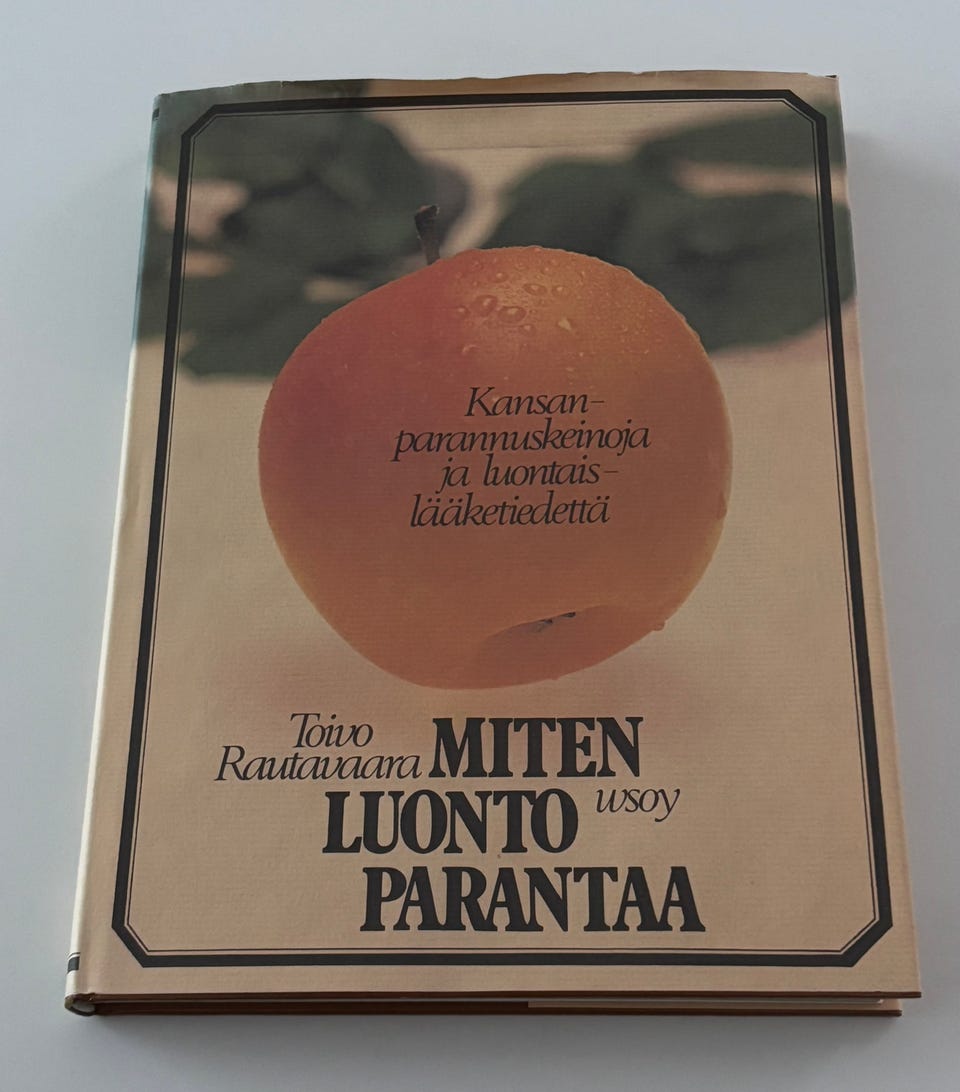 Kansan-
parannuskeinoja
ja luontais-
lääketiedettä
Toivo
Rautavaara MITEN
LUONTO wsoy
PARANTAA